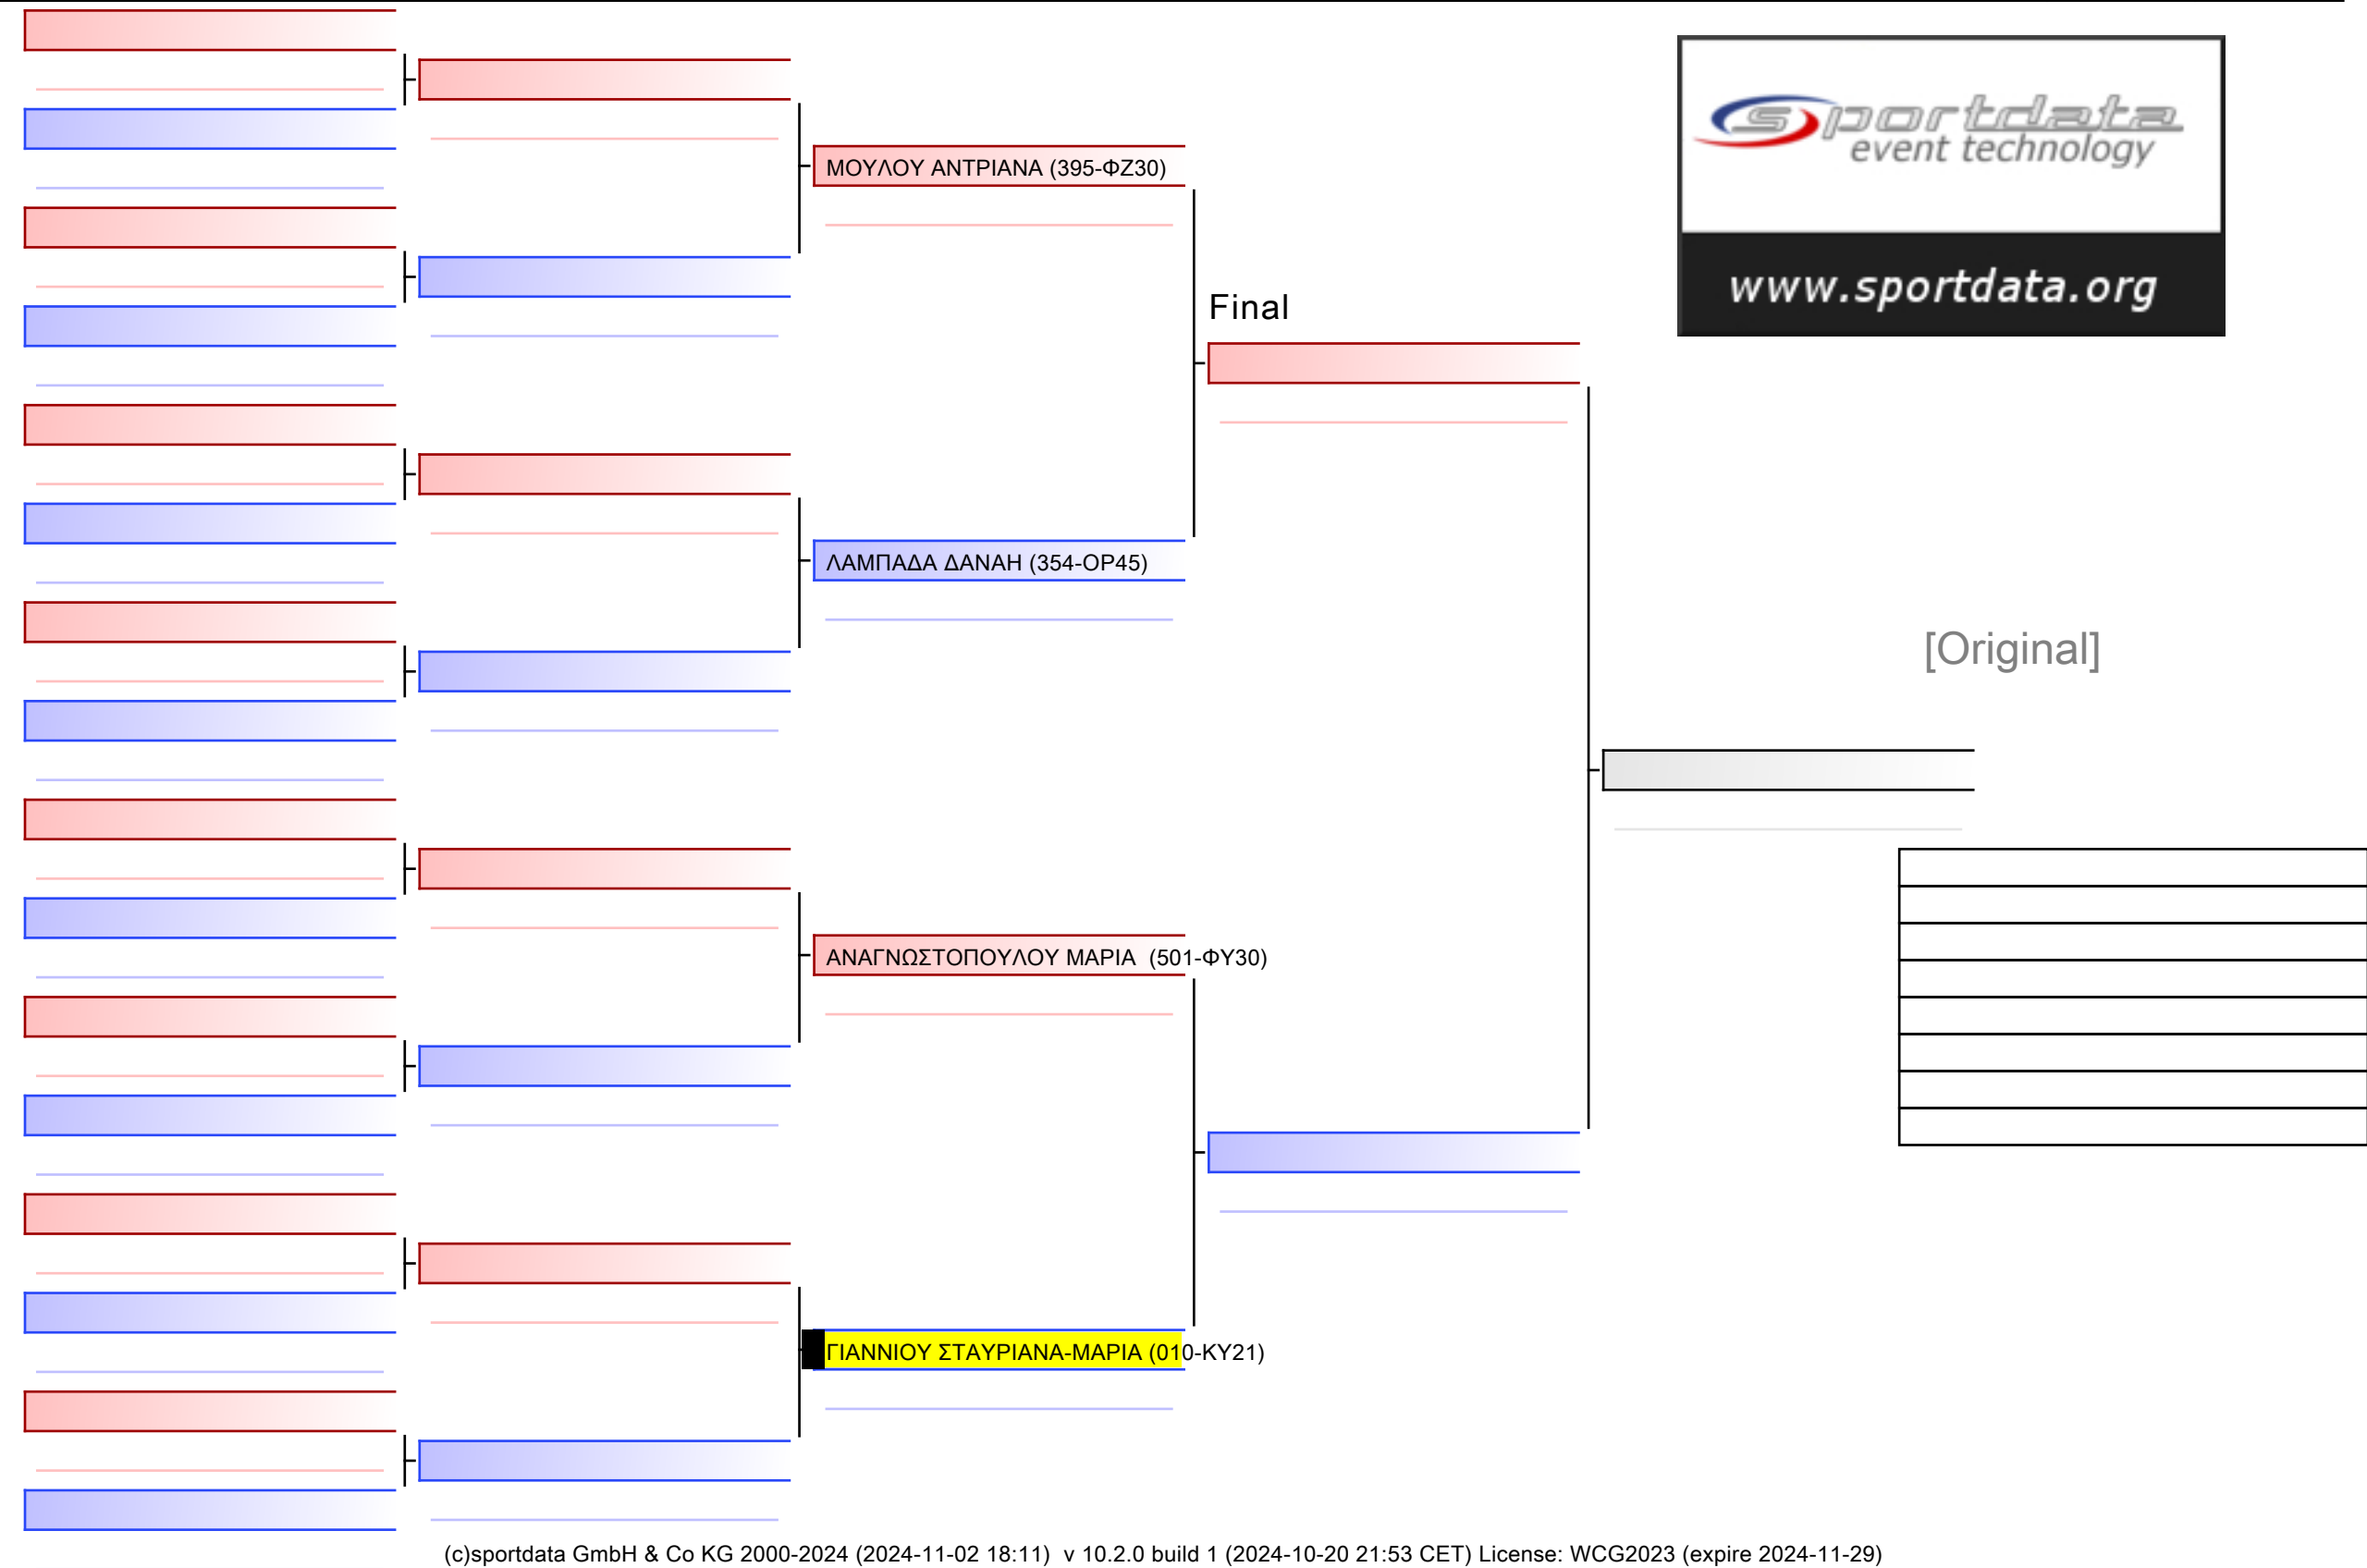 sportdata
event technology
www.sportdata.org
ΜΟΥΛΟΥ ΑΝΤΡΙΑΝΑ (395-ΦΖ30)
Final
ΛΑΜΠΑΔΑ ΔΑΝΑΗ (354-ΟΡ45)
[Original]
ΑΝΑΓΝΩΣΤΟΠΟΥΛΟΥ ΜΑΡΙΑ  (501-ΦΥ30)
ΓΙΑΝΝΙΟΥ ΣΤΑΥΡΙΑΝΑ-ΜΑΡΙΑ (010-ΚΥ21)
(c)sportdata GmbH & Co KG 2000-2024 (2024-11-02 18:11)  v 10.2.0 build 1 (2024-10-20 21:53 CET) License: WCG2023 (expire 2024-11-29)